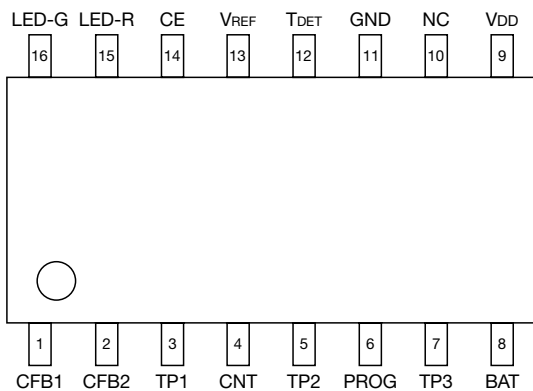 LED-G LED-R CE VREF TDET GND NC VDD
16 15 14 13 12 11 10 9
1 2 3 4 5 6 7 8
CFB1 CFB2 TP1 CNT TP2 PROG TP3 BAT